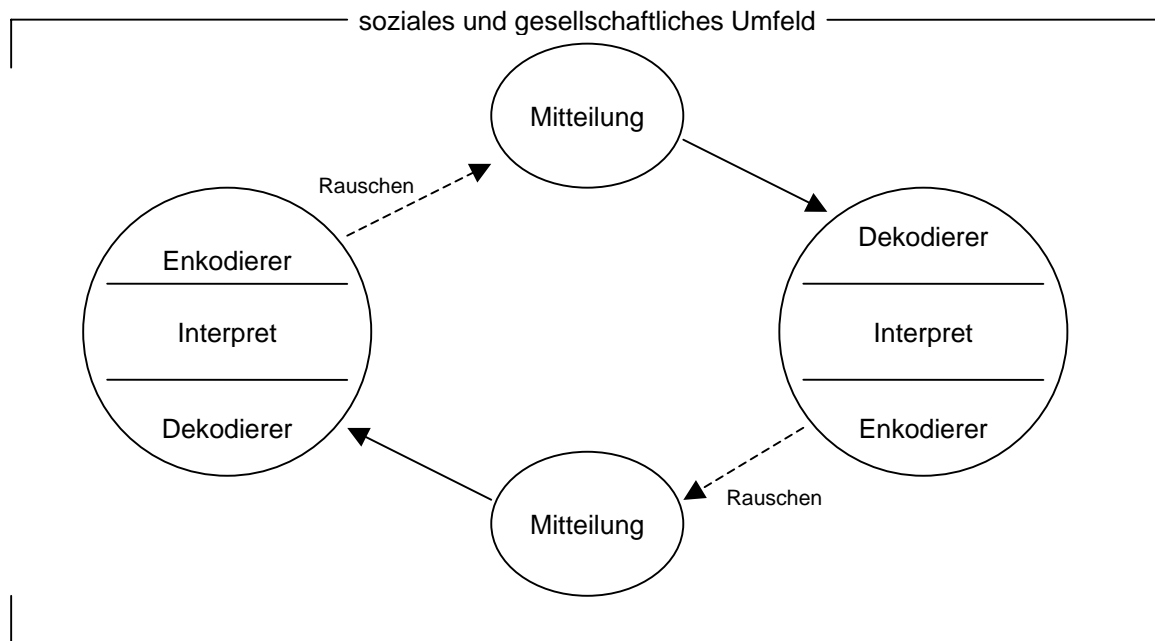 soziales und gesellschaftliches Umfeld
Mitteilung
Rauschen
Enkodierer
Interpret
Dekodierer
Dekodierer
Interpret
Enkodierer
Rauschen
Mitteilung